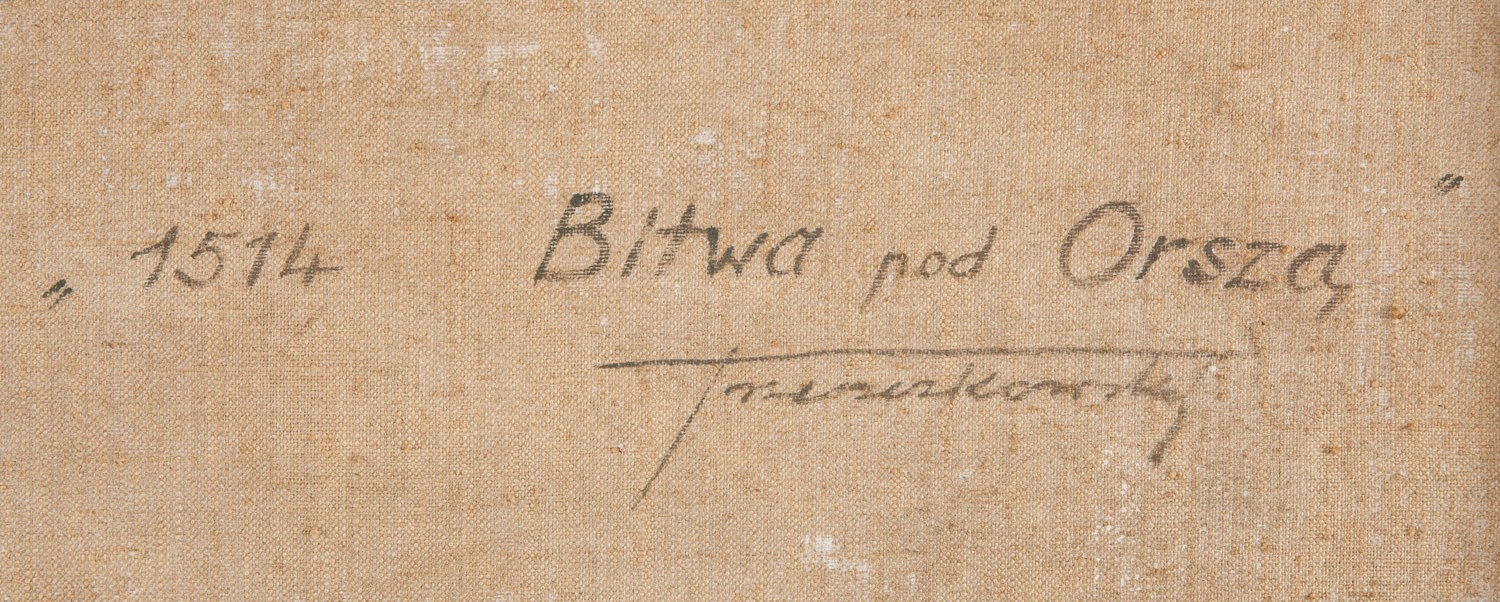 „1514 Bitwa pod Orszą"